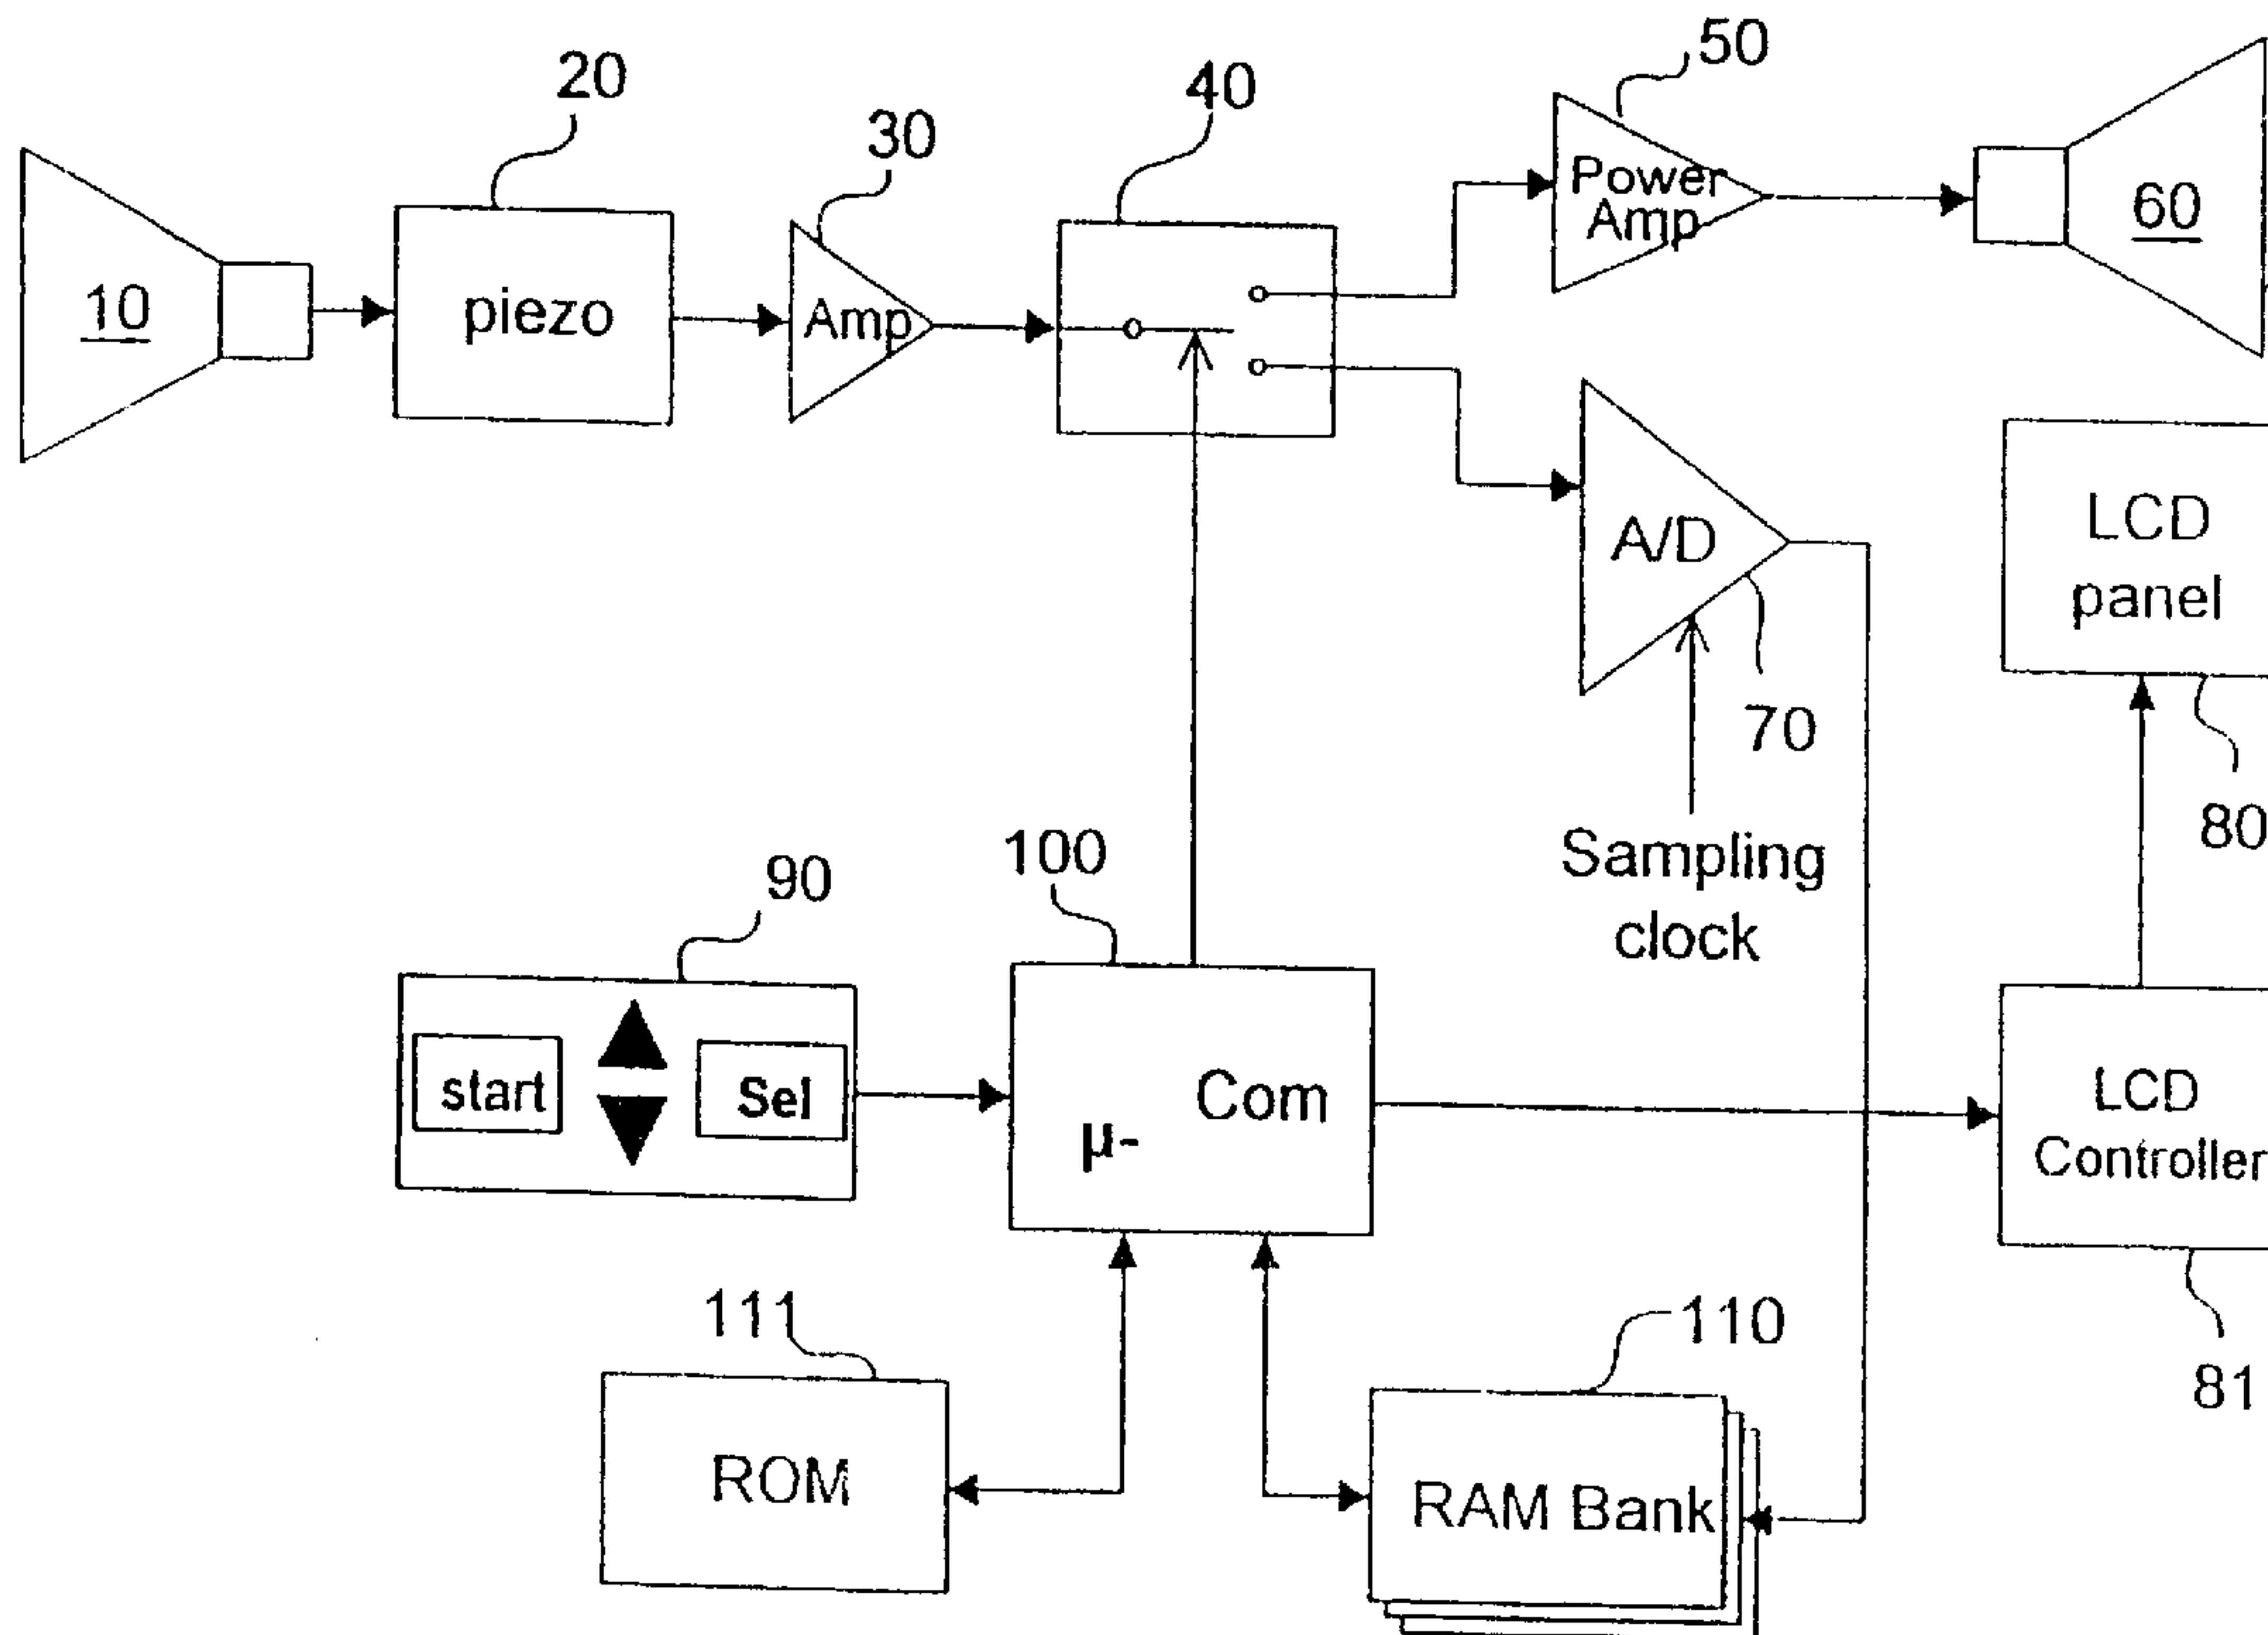 20
30
40
50
10
piezo
Amp
Power
Amp
60
A/D
LCD
panel
70
80
Sampling
clock
90
100
start
Sel
μ-
Com
LCD
Controller
111
110
81
ROM
RAM Bank